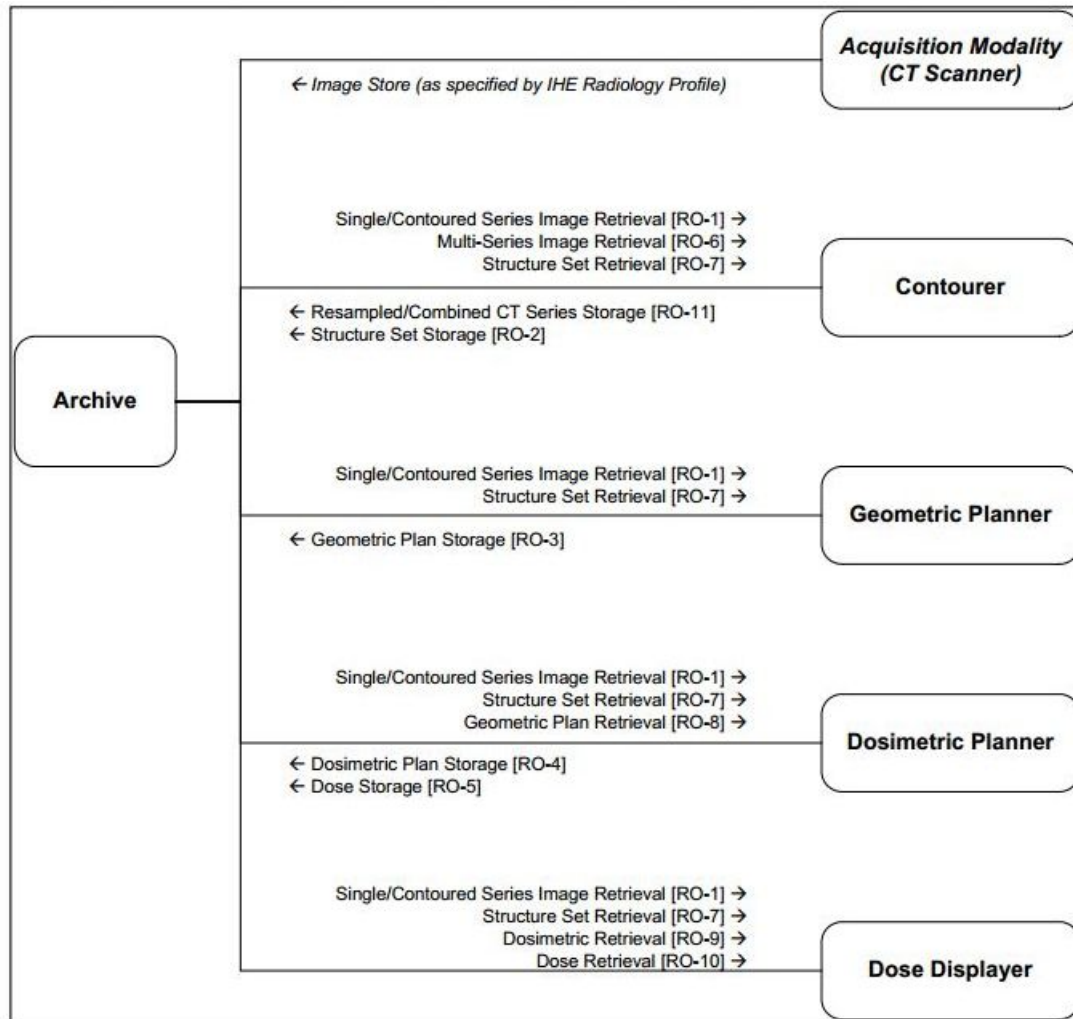 Acquisition Modality
(CT Scanner)
← Image Store (as specified by IHE Radiology Profile)
Single/Contoured Series Image Retrieval [RO-1] →
Multi-Series Image Retrieval [RO-6] →
Structure Set Retrieval [RO-7] →
Contourer
← Resampled/Combined CT Series Storage [RO-11]
← Structure Set Storage [RO-2]
Archive
Single/Contoured Series Image Retrieval [RO-1] →
Structure Set Retrieval [RO-7] →
Geometric Planner
← Geometric Plan Storage [RO-3]
Single/Contoured Series Image Retrieval [RO-1] →
Structure Set Retrieval [RO-7] →
Geometric Plan Retrieval [RO-8] →
Dosimetric Planner
← Dosimetric Plan Storage [RO-4]
← Dose Storage [RO-5]
Single/Contoured Series Image Retrieval [RO-1] →
Structure Set Retrieval [RO-7] →
Dosimetric Retrieval [RO-9] →
Dose Retrieval [RO-10] →
Dose Displayer